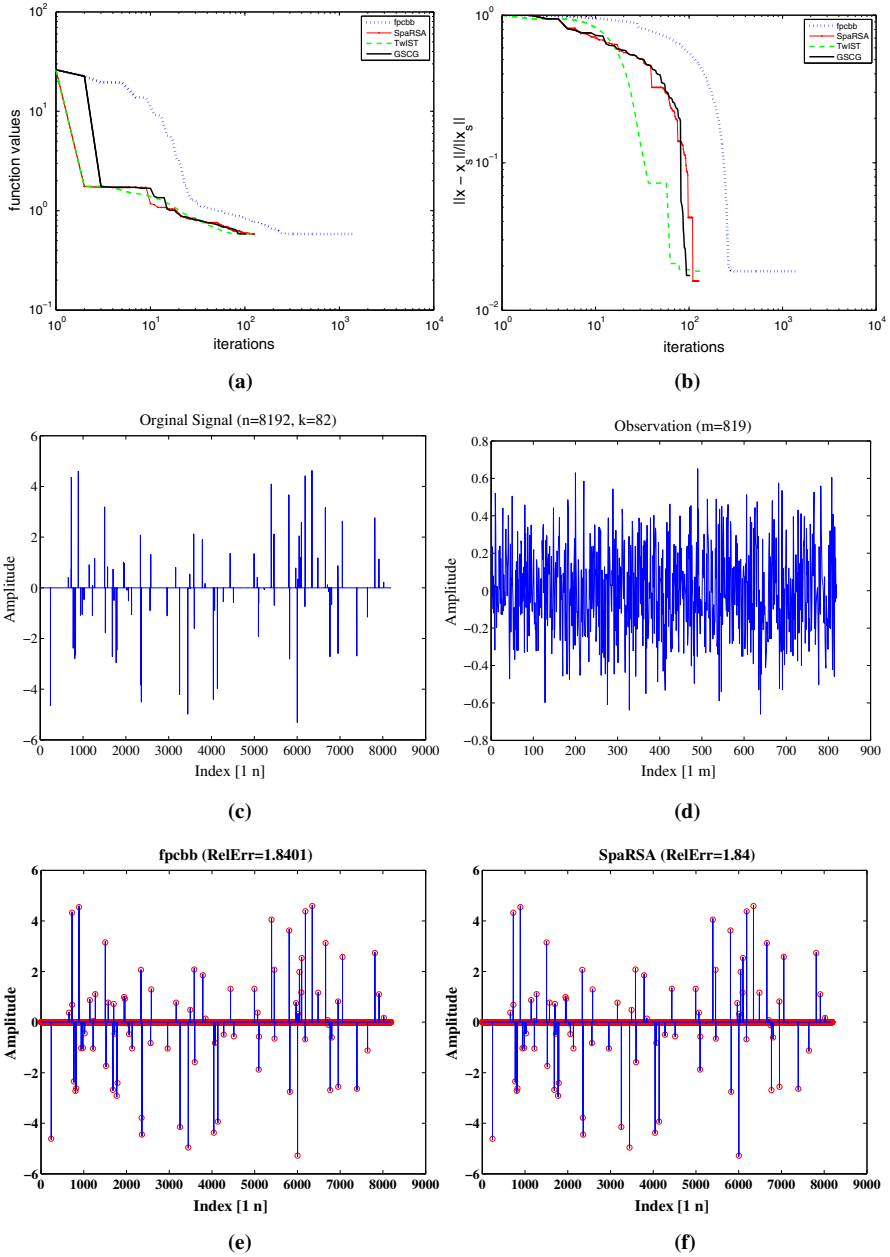 10^3
10^2
10^1
10^0
10^-1
function values
10^0 10^1 10^2 10^3 10^4
iterations
fpcbb
SpaRSA
TwIST
GSCG
(a)
10^0
10^-1
10^-2
||x − x_s||/||x_s||
10^0 10^1 10^2 10^3 10^4
iterations
fpcbb
SpaRSA
TwIST
GSCG
(b)
Orginal Signal (n=8192, k=82)
6
4
2
0
−2
−4
−6
Amplitude
0 1000 2000 3000 4000 5000 6000 7000 8000 9000
Index [1 n]
(c)
Observation (m=819)
0.8
0.6
0.4
0.2
0
−0.2
−0.4
−0.6
−0.8
Amplitude
0 100 200 300 400 500 600 700 800 900
Index [1 m]
(d)
fpcbb (RelErr=1.8401)
6
4
2
0
−2
−4
−6
Amplitude
0 1000 2000 3000 4000 5000 6000 7000 8000 9000
Index [1 n]
(e)
SpaRSA (RelErr=1.84)
6
4
2
0
−2
−4
−6
Amplitude
0 1000 2000 3000 4000 5000 6000 7000 8000 9000
Index [1 n]
(f)